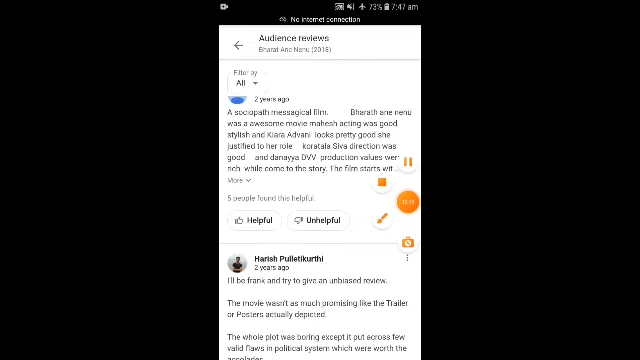 73% 7:47 am
No internet connection
Audience reviews
Bharat Ane Nenu (2018)
Filter by
All
2 years ago
A sociopath messagical film. Bharath ane nenu
was a awesome movie mahesh acting was good
stylish and Kiara Advani looks pretty good she
justified to her role koratala Siva direction was
good and danayya DVV production values wer
rich while come to the story. The film starts wit...
More
5 people found this helpful.
Helpful Unhelpful
Harish Pulletikurthi
2 years ago
I'll be frank and try to give an unbiased review.
The movie wasn't as much promising like the Trailer
or Posters actually depicted.
The whole plot was boring except it put across few
valid flaws in political system which were worth the
accolades